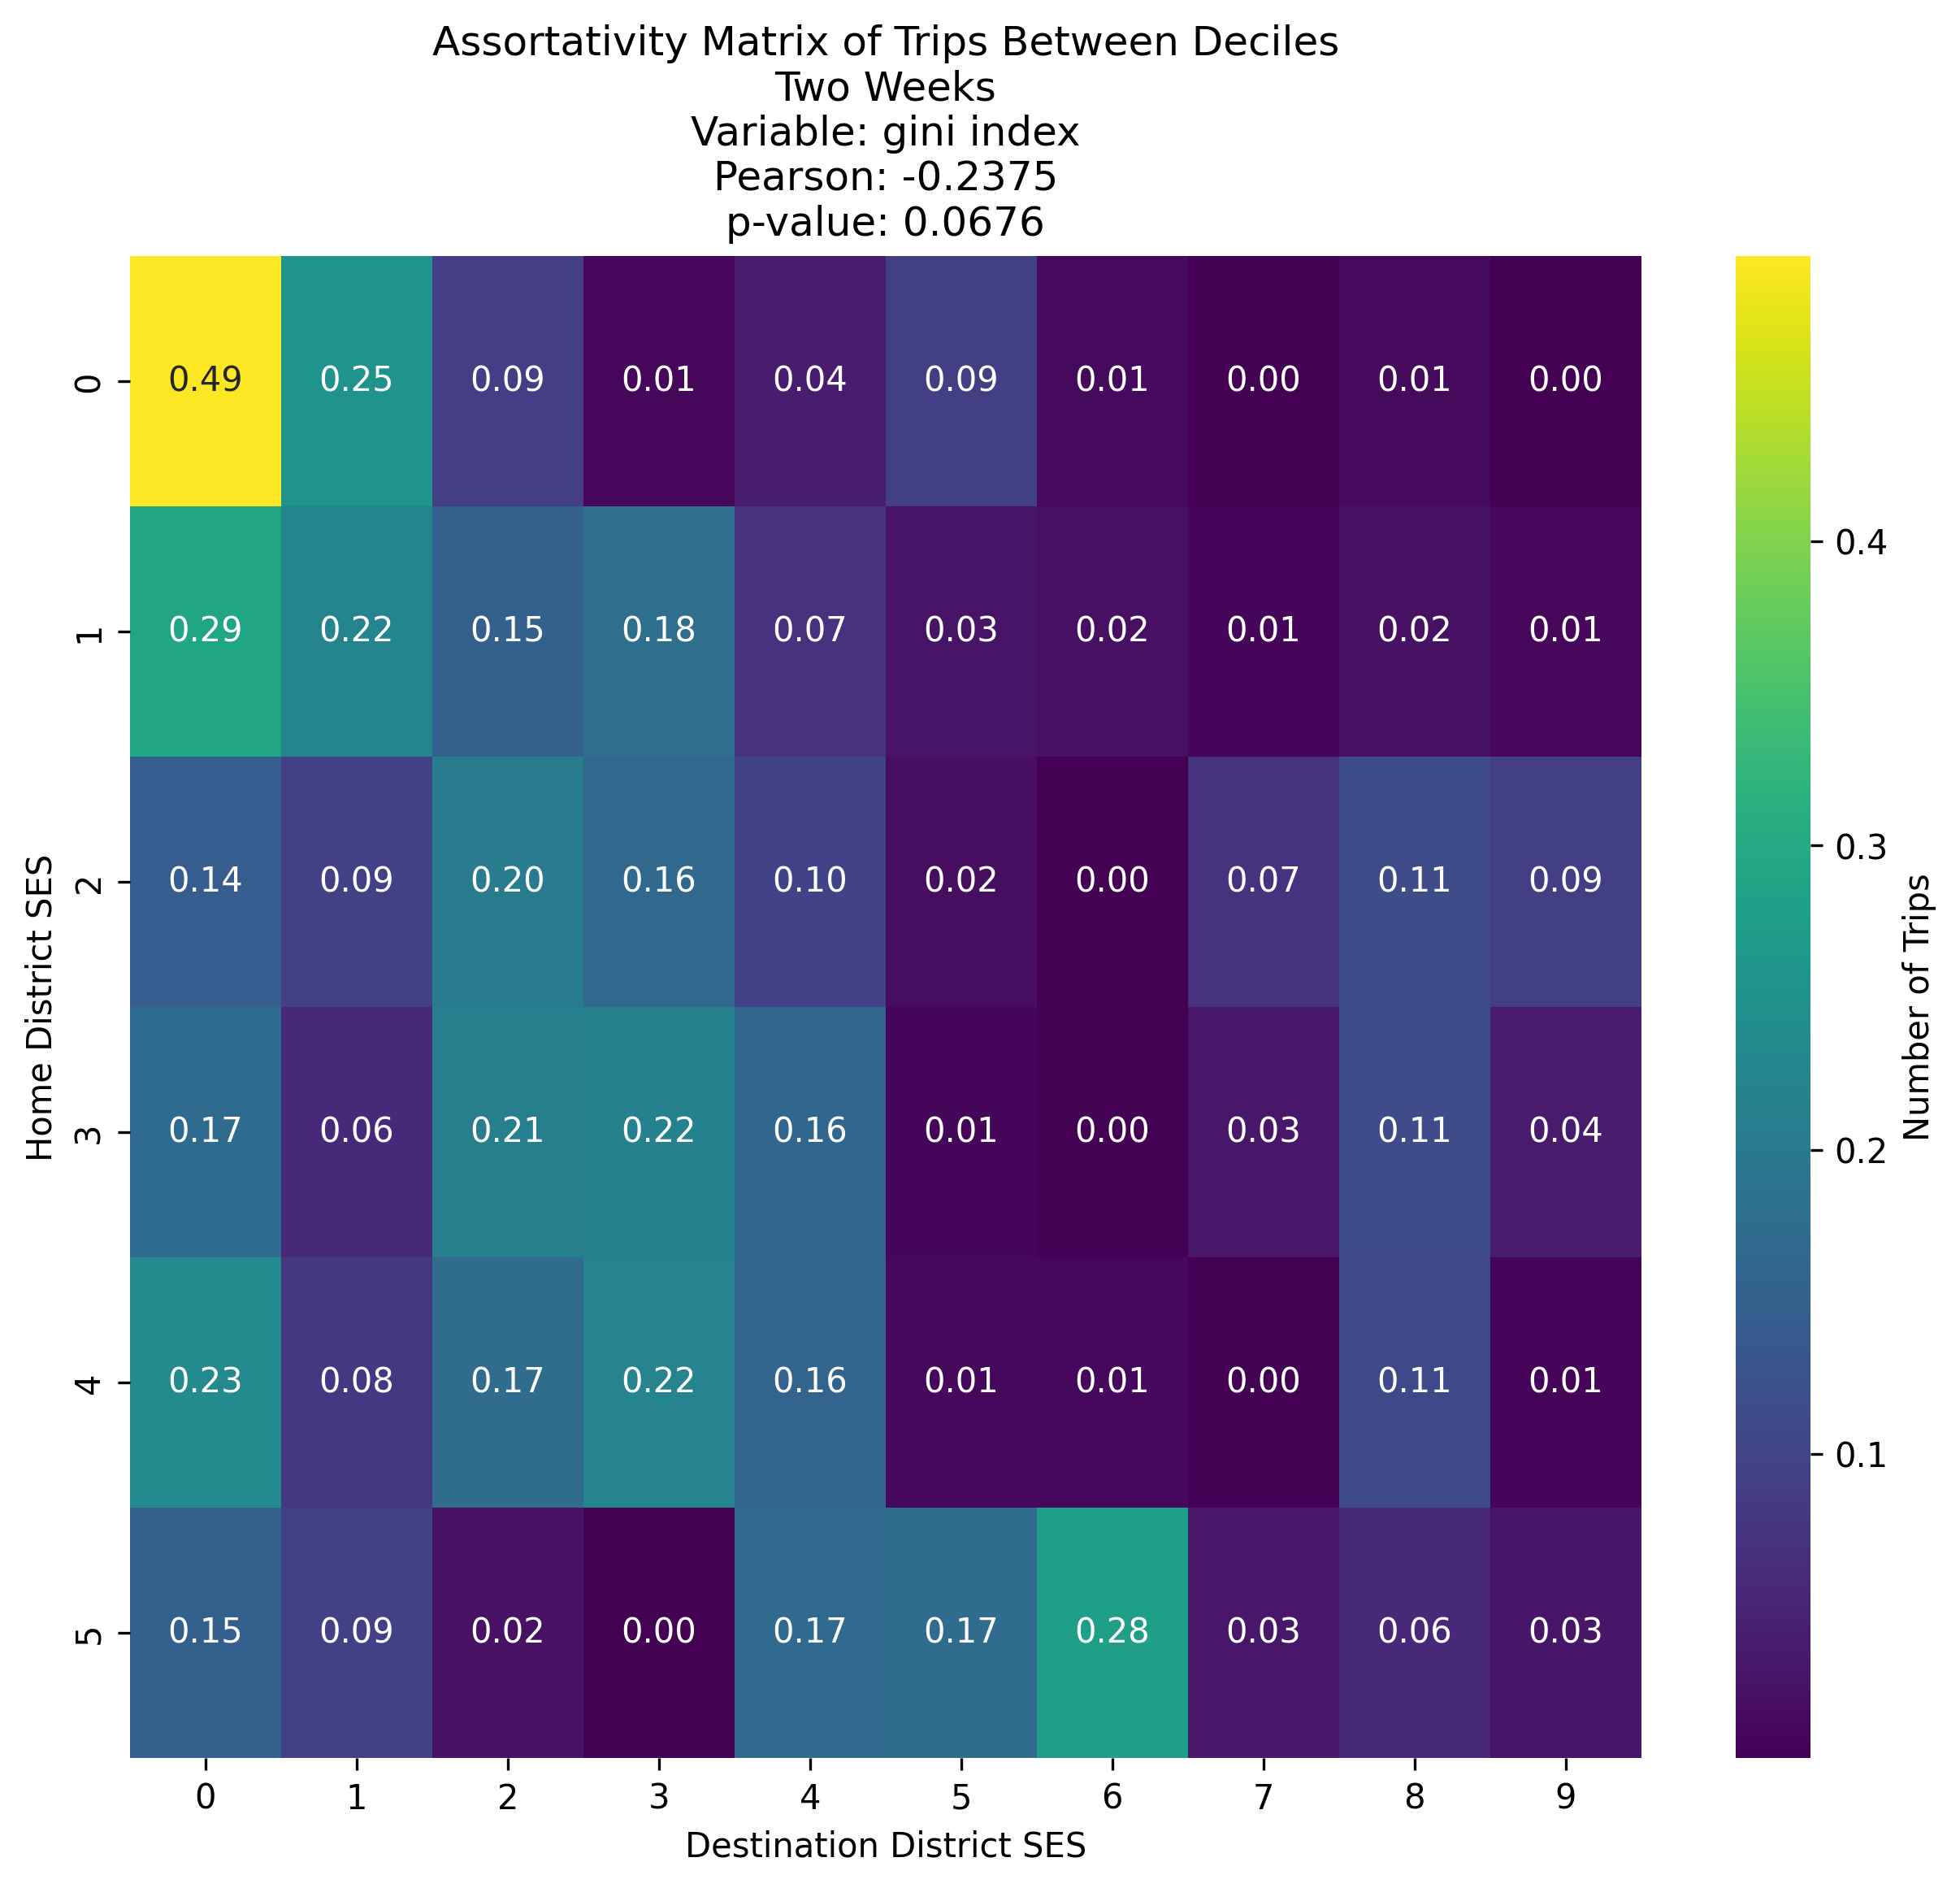 Assortativity Matrix of Trips Between Deciles
Two Weeks
Variable: gini index
Pearson: -0.2375
p-value: 0.0676
0.49 0.25 0.09 0.01 0.04 0.09 0.01 0.00 0.01 0.00
0.29 0.22 0.15 0.18 0.07 0.03 0.02 0.01 0.02 0.01
0.14 0.09 0.20 0.16 0.10 0.02 0.00 0.07 0.11 0.09
0.17 0.06 0.21 0.22 0.16 0.01 0.00 0.03 0.11 0.04
0.23 0.08 0.17 0.22 0.16 0.01 0.01 0.00 0.11 0.01
0.15 0.09 0.02 0.00 0.17 0.17 0.28 0.03 0.06 0.03
0
1
2
3
4
5
Home District SES
0 1 2 3 4 5 6 7 8 9
Destination District SES
0.4
0.3
0.2
0.1
Number of Trips